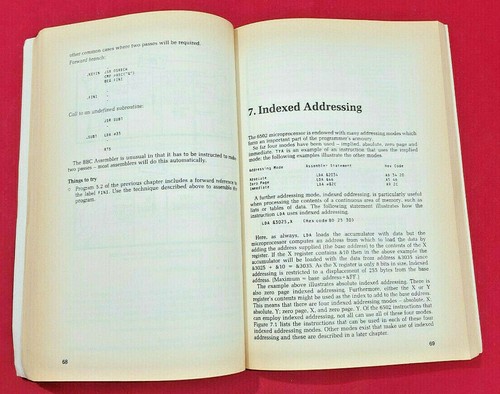 other common cases where two passes will be required.
Forward branch:
CMP #ASC("E")
BEQ find
.find
Call to an undefined subroutine:
JSR SUB1
.SUB1 LDA #35
RTS
The BBC Assembler is unusual in that it has to be instructed to make
two passes – most assemblers will do this automatically.
Things to try
Program 5.2 of the previous chapter includes a forward reference to
the label find. Use the technique described above to assemble the
program.
68
7. Indexed Addressing
The 6502 microprocessor is endowed with many addressing modes which
form an important part of the programmer's armoury.
So far four modes have been used – implied, absolute, zero page and
immediate. TYA is an example of an instruction that uses the implied
mode; the following examples illustrate the other modes.
Addressing Mode Assembler Statement Hex Code
Absolute LDA &2534
Zero Page LDA
Immediate LDA
A further addressing mode, indexed addressing, is particularly useful
when processing the contents of a continuous area of memory, such as
lists or tables of data. The following statement illustrates how the
instruction LDA uses indexed addressing.
LDA &3025,X (Hex code BD 25 30)
Here, as always, LDA loads the accumulator with data but the
microprocessor computes an address from which to load the data by
adding the address supplied (the base address) to the contents of the X
register. If the X register contains &10 then in the above example the
accumulator will be loaded with the data from address &3035 since
&3025 + &10 = &3035. As the X register is only 8 bits in size, indexed
addressing is restricted to a displacement of 255 bytes from the base
address. (Maximum = base address+&FF)
The example above illustrates absolute indexed addressing. There is
also zero page indexed addressing. Furthermore, either the X or Y
register's contents might be used as the index to add to the base address.
This means that there are four indexed addressing modes – absolute, X;
absolute, Y; zero page, X, and zero page, Y. Of the 6502 instructions that
can employ indexed addressing, not all can use all of these four modes.
Figure 7.1 lists the instructions that can be used in each of these four
indexed addressing modes. Other modes exist that make use of indexed
addressing and these are described in a later chapter.
69